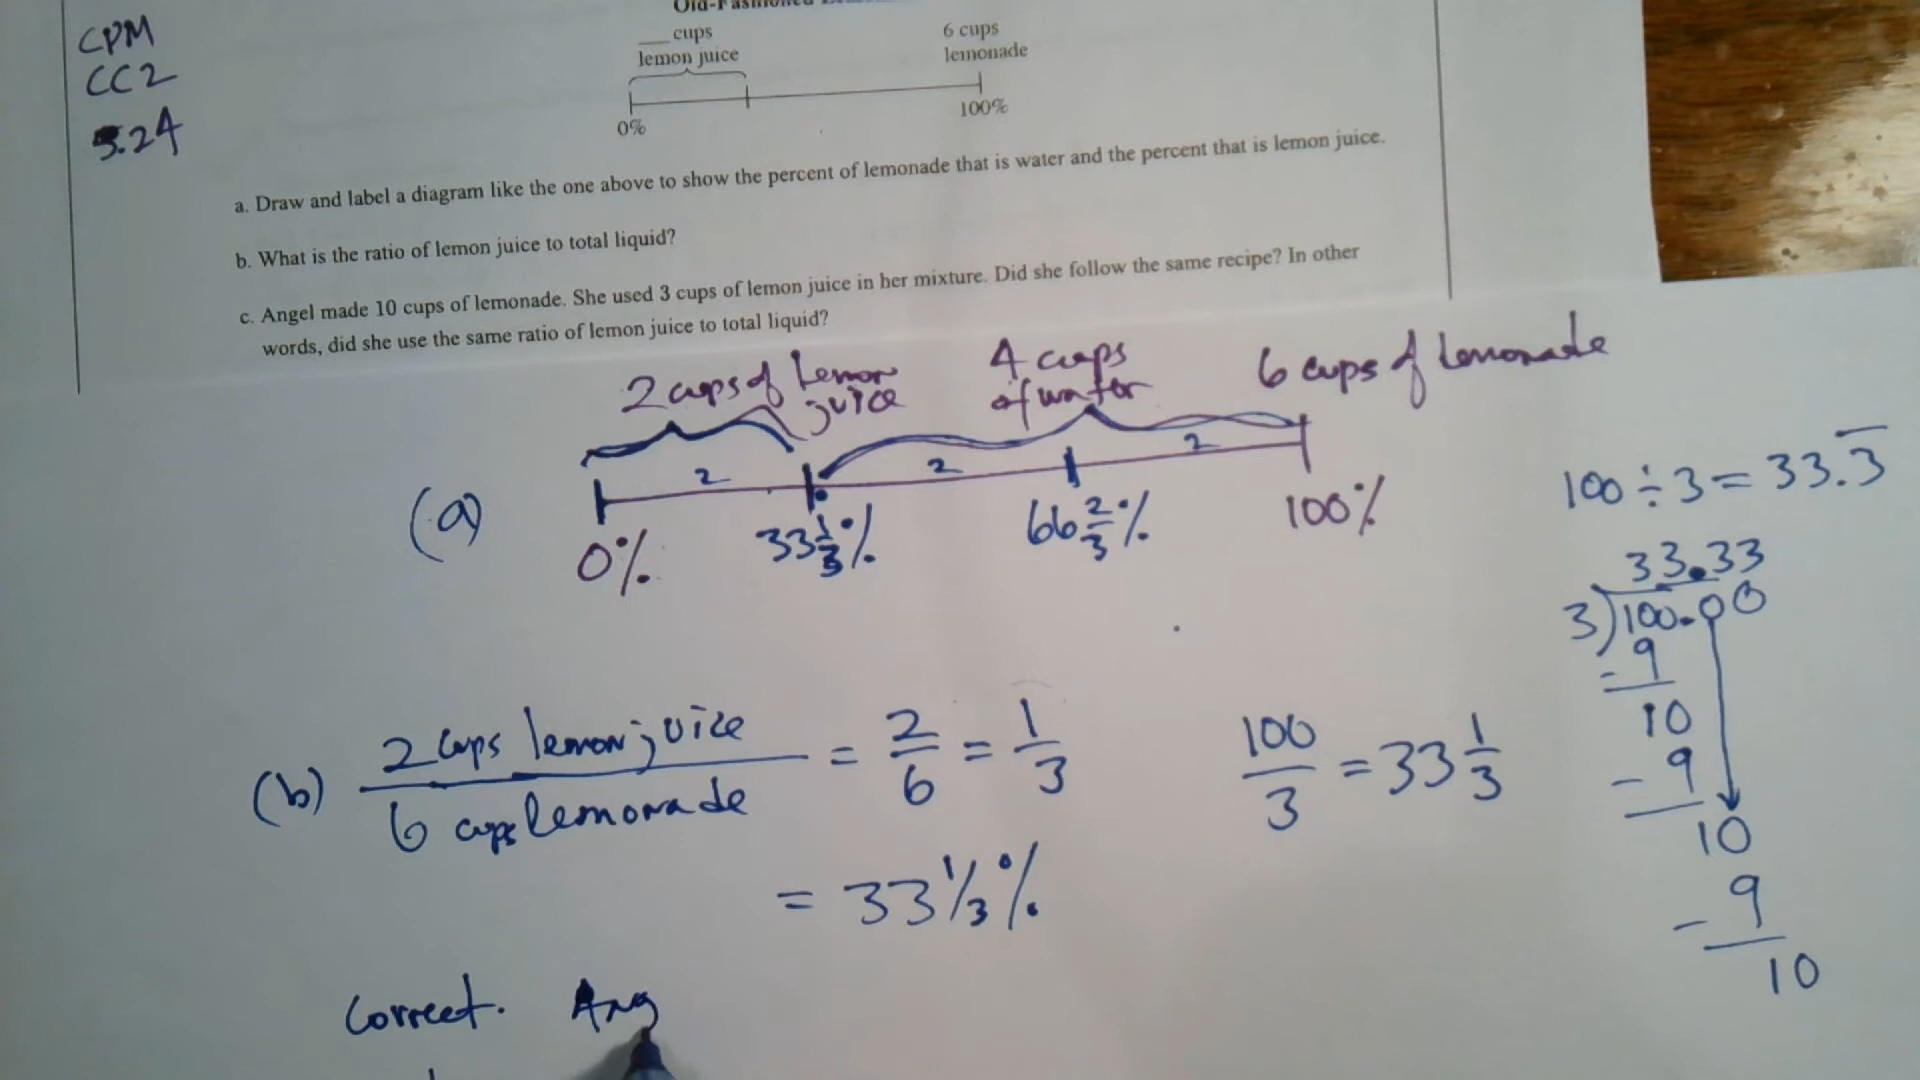 CPM
CC2
5.24
___ cups
lemon juice
6 cups
lemonade
0%
100%
a. Draw and label a diagram like the one above to show the percent of lemonade that is water and the percent that is lemon juice.
b. What is the ratio of lemon juice to total liquid?
c. Angel made 10 cups of lemonade. She used 3 cups of lemon juice in her mixture. Did she follow the same recipe? In other
words, did she use the same ratio of lemon juice to total liquid?
2 cups of lemon
juice
4 cups
of water
6 cups of lemonade
2
2
2
(a)
0%
33 1/3 %
66 2/3 %
100%
100 ÷ 3 = 33.3̅
33.33
3)100.00
- 9
10
- 9
10
- 9
10
(b) 2 cups lemon juice / 6 cups lemonade = 2/6 = 1/3
100/3 = 33 1/3
= 33 1/3 %
Correct. Ang